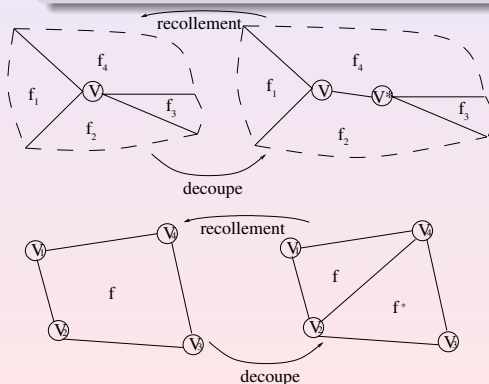 recollement
f4 f4
V V V*
f1 f3 f1 f3
f2 f2
decoupe
recollement
V1 V4 V1 V4
f f f*
V2 V3 V2 V3
decoupe